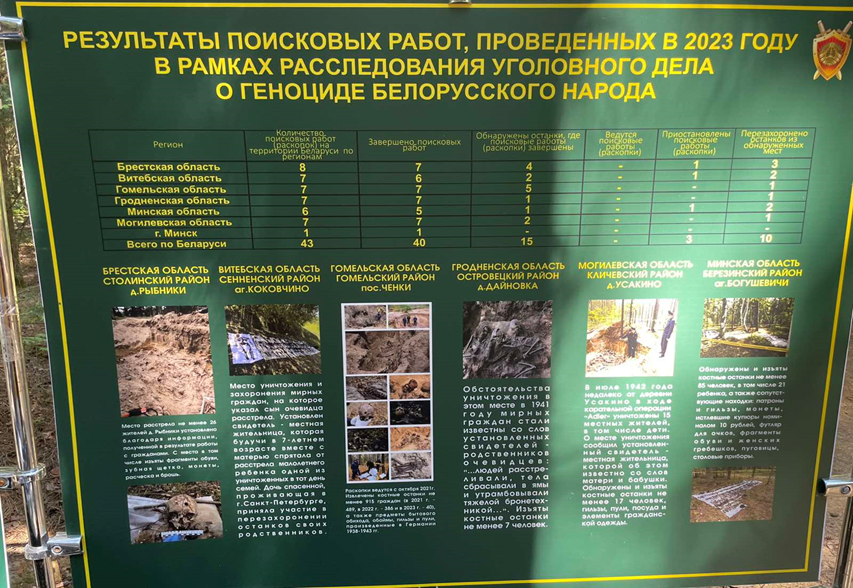 РЕЗУЛЬТАТЫ ПОИСКОВЫХ РАБОТ, ПРОВЕДЕННЫХ В 2023 ГОДУ
В РАМКАХ РАССЛЕДОВАНИЯ УГОЛОВНОГО ДЕЛА
О ГЕНОЦИДЕ БЕЛОРУССКОГО НАРОДА
Регион
Количество
поисковых работ
(раскопок) на
территории Беларуси по
регионам
Завершено поисковых
работ
Обнаружены останки, где
поисковые работы
(раскопки) завершены
Ведутся
поисковые
работы
(раскопки)
Приостановлены
поисковые
работы
(раскопки)
Перезахоронено
останков из
обнаруженных
мест
Брестская область 8 7 4 - 1 3
Витебская область 7 6 2 - 1 2
Гомельская область 7 7 5 - - 1
Гродненская область 7 7 1 - - 1
Минская область 6 5 1 - 1 2
Могилевская область 7 7 2 - - 1
г. Минск 1 1 - - - -
Всего по Беларуси 43 40 15 - 3 10
БРЕСТСКАЯ ОБЛАСТЬ
СТОЛИНСКИЙ РАЙОН
д.РЫБНИКИ
Место расстрела не менее 26
жителей д. Рыбники установлено
благодаря информации,
полученной в результате работы
с гражданами. С места в том
числе изъяты фрагменты обуви,
зубная щетка, монеты,
расческа и брошь.
ВИТЕБСКАЯ ОБЛАСТЬ
СЕННЕНСКИЙ РАЙОН
аг.КОКОВЧИНО
Место уничтожения и
захоронения мирных
граждан, на которое
указал сын очевидца
расстрела. Установлен
свидетель - местная
жительница, которая
будучи в 7-летнем
возрасте вместе с
матерью спрятала от
расстрела малолетнего
ребенка одной из
уничтоженных в тот день
семей. Дочь спасенной,
проживающая в
г.Санкт-Петербурге,
приняла участие в
перезахоронении
останков своих
родственников.
ГОМЕЛЬСКАЯ ОБЛАСТЬ
ГОМЕЛЬСКИЙ РАЙОН
пос.ЧЕНКИ
Раскопки ведутся с октября 2021г.
Извлечены костные останки не
менее 915 граждан (в 2021 г. -
489, в 2022 г. - 386 и в 2023 г. - 40),
а также предметы бытового
обихода, обоймы, гильзы и пули,
произведенные в Германии
1938-1943 гг.
ГРОДНЕНСКАЯ ОБЛАСТЬ
ОСТРОВЕЦКИЙ РАЙОН
д.ДАЙНОВКА
Обстоятельства
уничтожения в
этом месте в 1941
году мирных
граждан стали
известны со слов
установленных
свидетелей -
родственников
очевидцев:
"...людей расстре-
ливали, тела
сбрасывали в ямы
и утрамбовывали
тяжелой бронетех-
никой...". Изъяты
костные останки
не менее 7 человек.
МОГИЛЕВСКАЯ ОБЛАСТЬ
КЛИЧЕВСКИЙ РАЙОН
д.УСАКИНО
В июле 1942 года
недалеко от деревни
Усакино в ходе
карательной операции
«Adler» уничтожены 15
местных жителей,
в том числе дети.
О месте уничтожения
сообщил установлен-
ный свидетель -
местная жительница,
которой об этом
известно со слов
матери и бабушки.
Обнаружены и изъяты
костные останки не
менее 17 человек,
гильзы, пули, посуда и
элементы граждан-
ской одежды.
МИНСКАЯ ОБЛАСТЬ
БЕРЕЗИНСКИЙ РАЙОН
аг.БОГУШЕВИЧИ
Обнаружены и изъяты
костные останки не менее
85 человек, в том числе 21
ребенка, а также сопутст-
вующие находки: патроны
и гильзы, монеты,
истлевшие купюры номи-
налом 10 рублей, футляр
для очков, фрагменты
обуви и женских
гребешков, пуговицы,
столовые приборы.